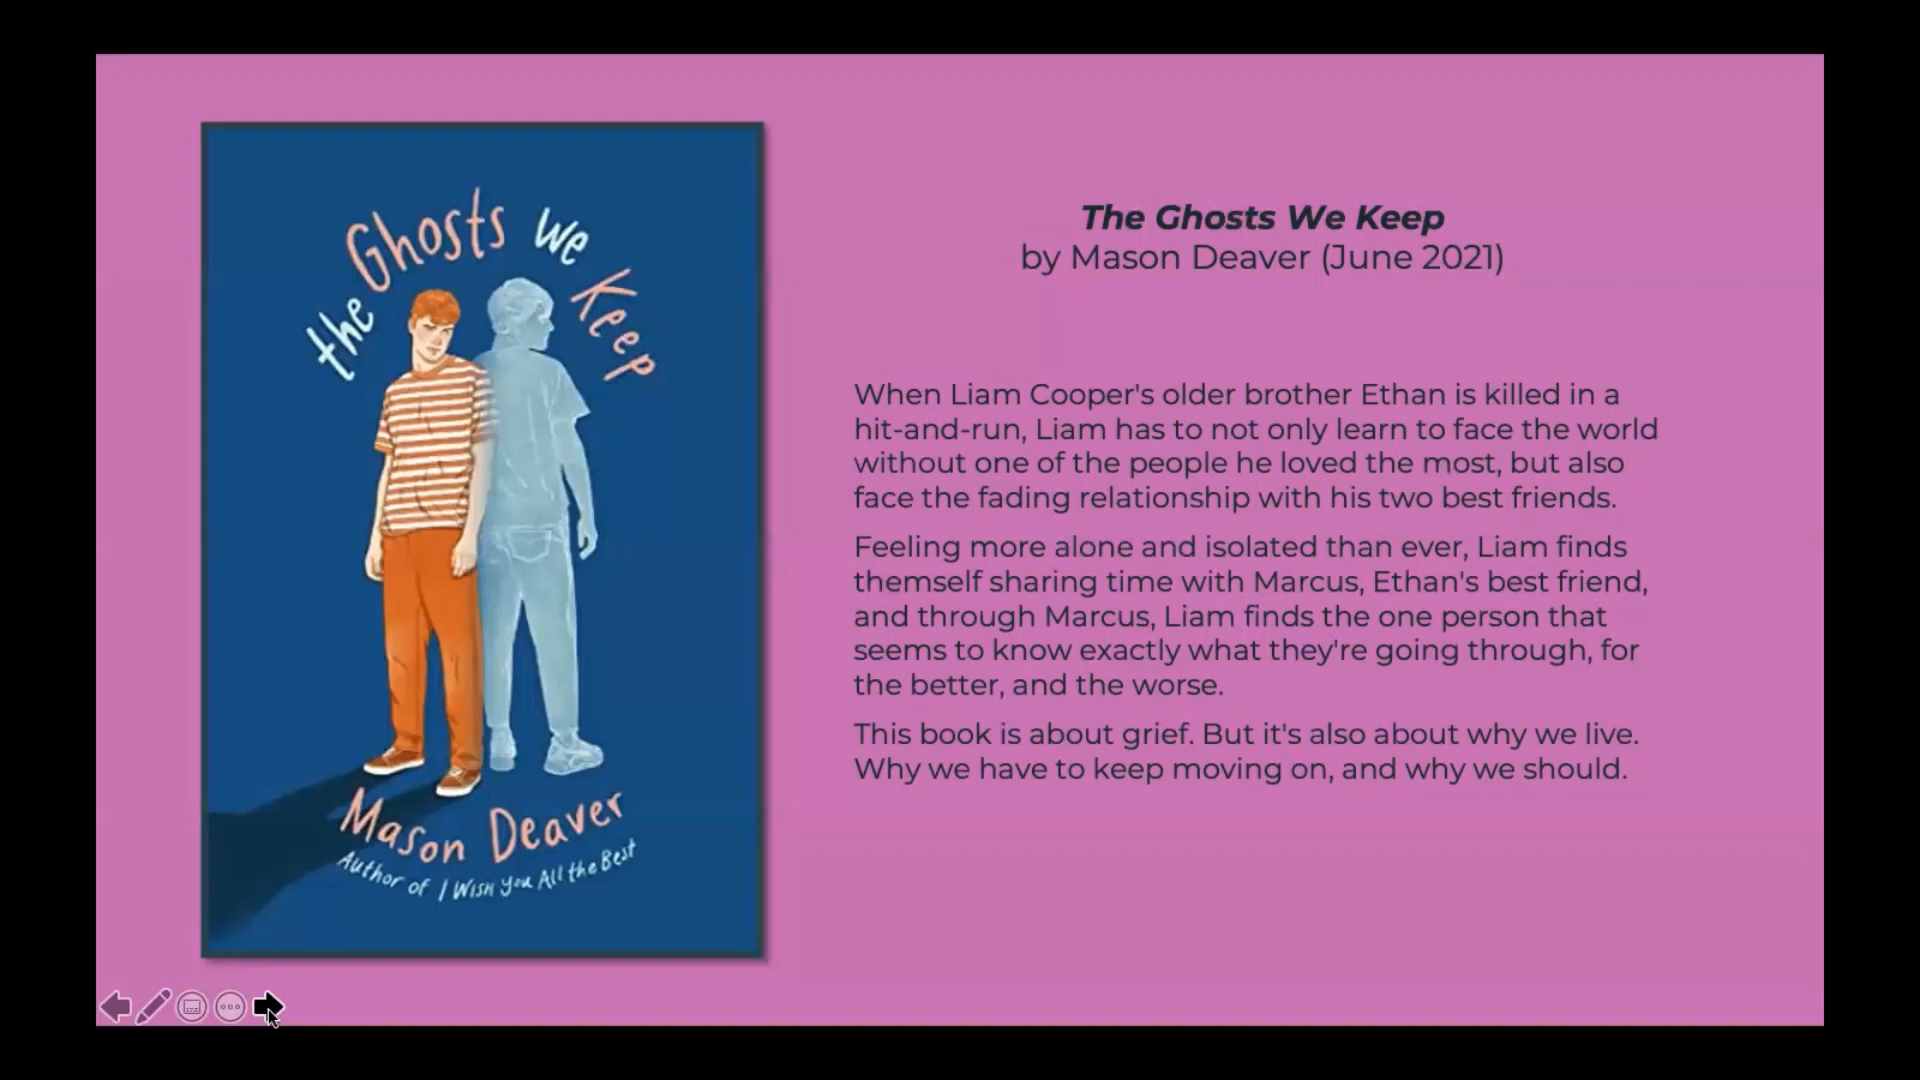 the Ghosts we Keep
Mason Deaver
Author of I Wish You All the Best
The Ghosts We Keep
by Mason Deaver (June 2021)
When Liam Cooper's older brother Ethan is killed in a
hit-and-run, Liam has to not only learn to face the world
without one of the people he loved the most, but also
face the fading relationship with his two best friends.
Feeling more alone and isolated than ever, Liam finds
themself sharing time with Marcus, Ethan's best friend,
and through Marcus, Liam finds the one person that
seems to know exactly what they're going through, for
the better, and the worse.
This book is about grief. But it's also about why we live.
Why we have to keep moving on, and why we should.